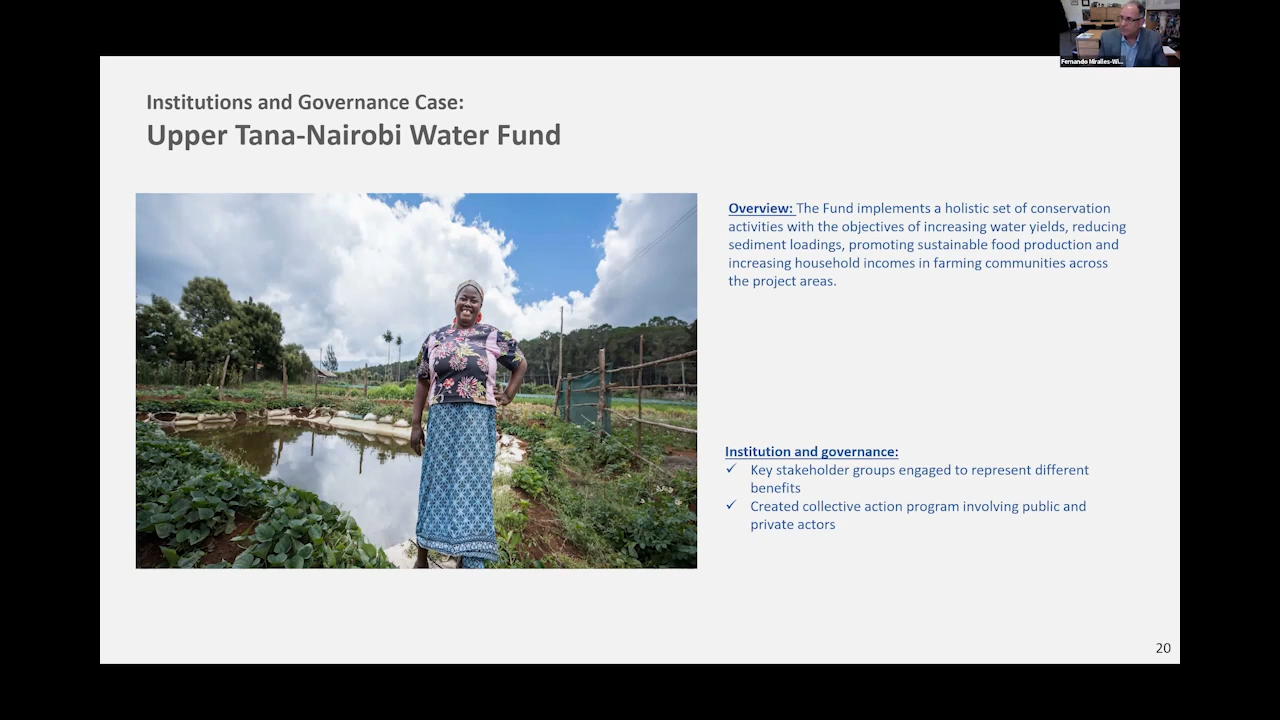 Fernando Miralles-Wi...
Institutions and Governance Case:
Upper Tana-Nairobi Water Fund
Overview: The Fund implements a holistic set of conservation
activities with the objectives of increasing water yields, reducing
sediment loadings, promoting sustainable food production and
increasing household incomes in farming communities across
the project areas.
Institution and governance:
✓ Key stakeholder groups engaged to represent different
benefits
✓ Created collective action program involving public and
private actors
20